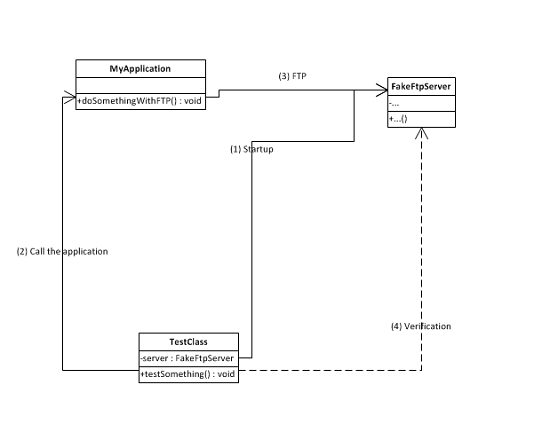 MyApplication
+doSomethingWithFTP() : void
(3) FTP
FakeFtpServer
-...
+...()
(1) Startup
(2) Call the application
(4) Verification
TestClass
-server : FakeFtpServer
+testSomething() : void